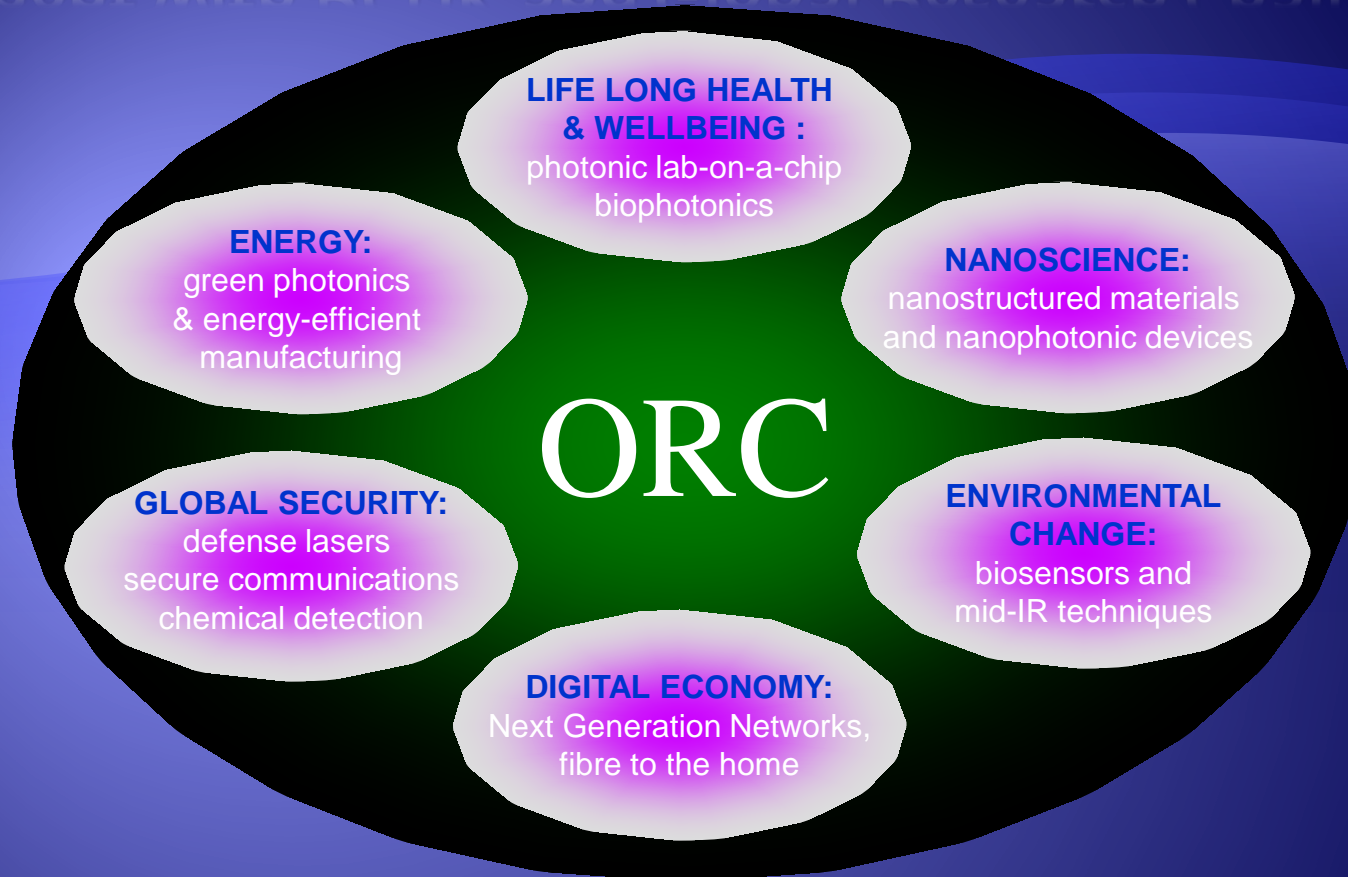 LIFE LONG HEALTH
& WELLBEING :
photonic lab-on-a-chip
biophotonics
ENERGY:
green photonics
& energy-efficient
manufacturing
NANOSCIENCE:
nanostructured materials
and nanophotonic devices
ORC
GLOBAL SECURITY:
defense lasers
secure communications
chemical detection
ENVIRONMENTAL
CHANGE:
biosensors and
mid-IR techniques
DIGITAL ECONOMY:
Next Generation Networks,
fibre to the home